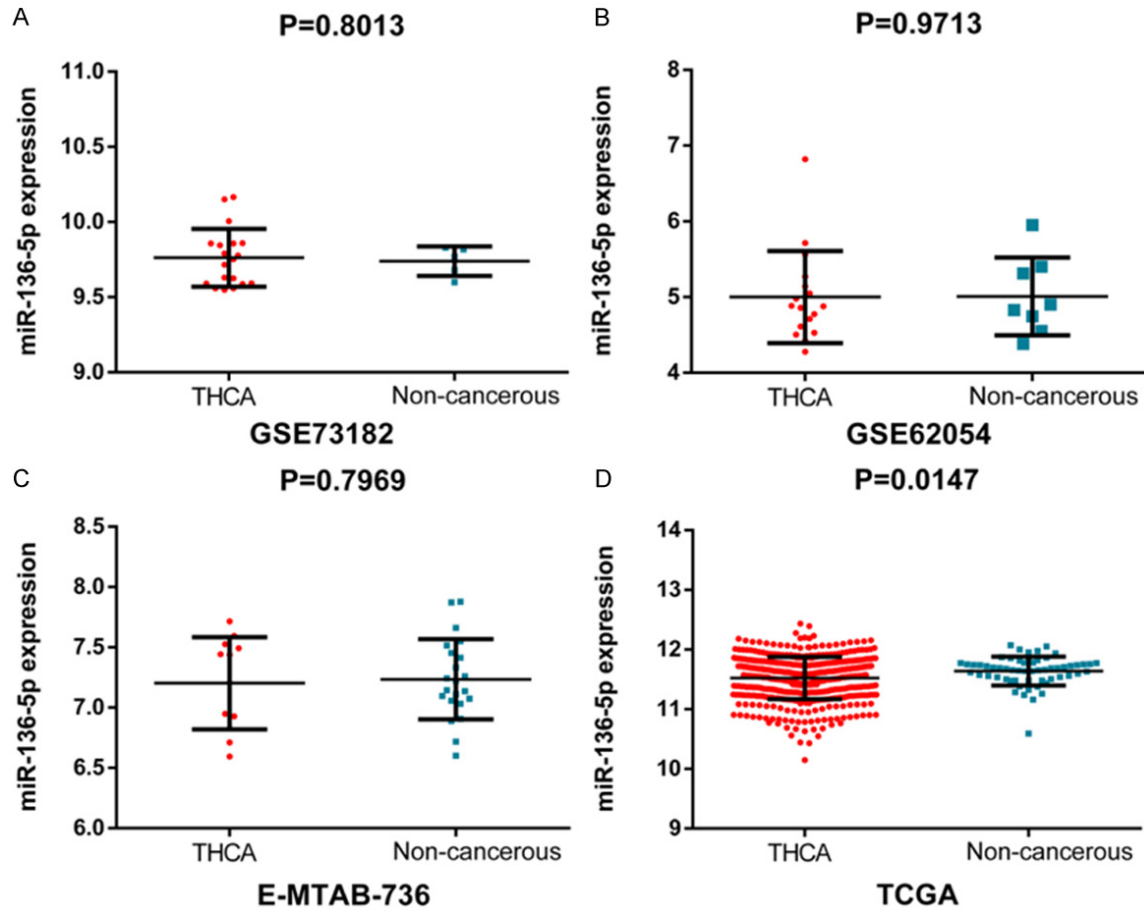 A
P=0.8013
miR-136-5p expression
11.0
10.5
10.0
9.5
9.0
THCA
Non-cancerous
GSE73182
B
P=0.9713
miR-136-5p expression
8
7
6
5
4
THCA
Non-cancerous
GSE62054
C
P=0.7969
miR-136-5p expression
8.5
8.0
7.5
7.0
6.5
6.0
THCA
Non-cancerous
E-MTAB-736
D
P=0.0147
miR-136-5p expression
14
13
12
11
10
9
THCA
Non-cancerous
TCGA